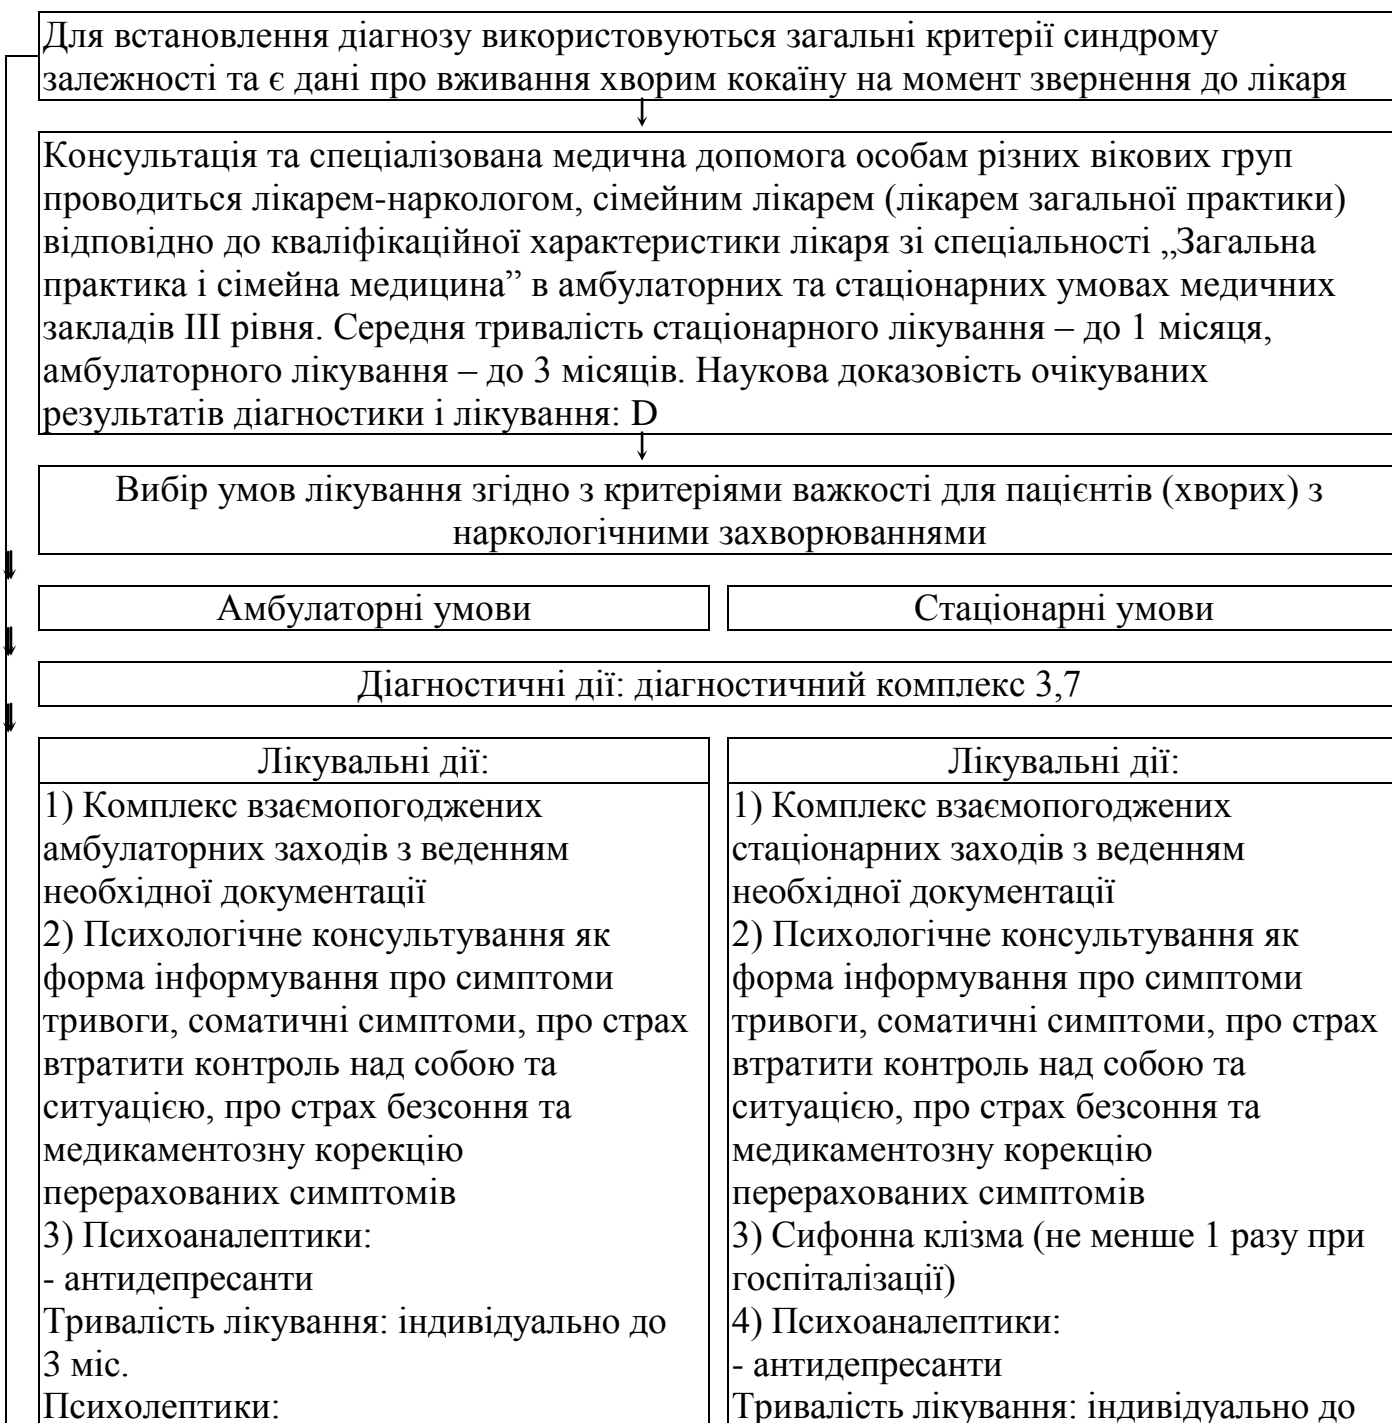 Для встановлення діагнозу використовуються загальні критерії синдрому
залежності та є дані про вживання хворим кокаїну на момент звернення до лікаря
Консультація та спеціалізована медична допомога особам різних вікових груп
проводиться лікарем-наркологом, сімейним лікарем (лікарем загальної практики)
відповідно до кваліфікаційної характеристики лікаря зі спеціальності „Загальна
практика і сімейна медицина” в амбулаторних та стаціонарних умовах медичних
закладів III рівня. Середня тривалість стаціонарного лікування – до 1 місяця,
амбулаторного лікування – до 3 місяців. Наукова доказовість очікуваних
результатів діагностики і лікування: D
Вибір умов лікування згідно з критеріями важкості для пацієнтів (хворих) з
наркологічними захворюваннями
Амбулаторні умови
Стаціонарні умови
Діагностичні дії: діагностичний комплекс 3,7
Лікувальні дії:
1) Комплекс взаємопогоджених
амбулаторних заходів з веденням
необхідної документації
2) Психологічне консультування як
форма інформування про симптоми
тривоги, соматичні симптоми, про страх
втратити контроль над собою та
ситуацією, про страх безсоння та
медикаментозну корекцію
перерахованих симптомів
3) Психоаналептики:
- антидепресанти
Тривалість лікування: індивідуально до
3 міс.
Психолептики:
Лікувальні дії:
1) Комплекс взаємопогоджених
стаціонарних заходів з веденням
необхідної документації
2) Психологічне консультування як
форма інформування про симптоми
тривоги, соматичні симптоми, про страх
втратити контроль над собою та
ситуацією, про страх безсоння та
медикаментозну корекцію
перерахованих симптомів
3) Сифонна клізма (не менше 1 разу при
госпіталізації)
4) Психоаналептики:
- антидепресанти
Тривалість лікування: індивідуально до